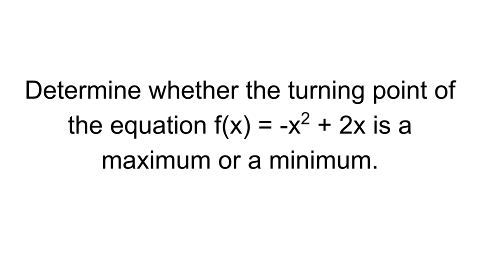 Determine whether the turning point of
the equation f(x) = -x² + 2x is a
maximum or a minimum.